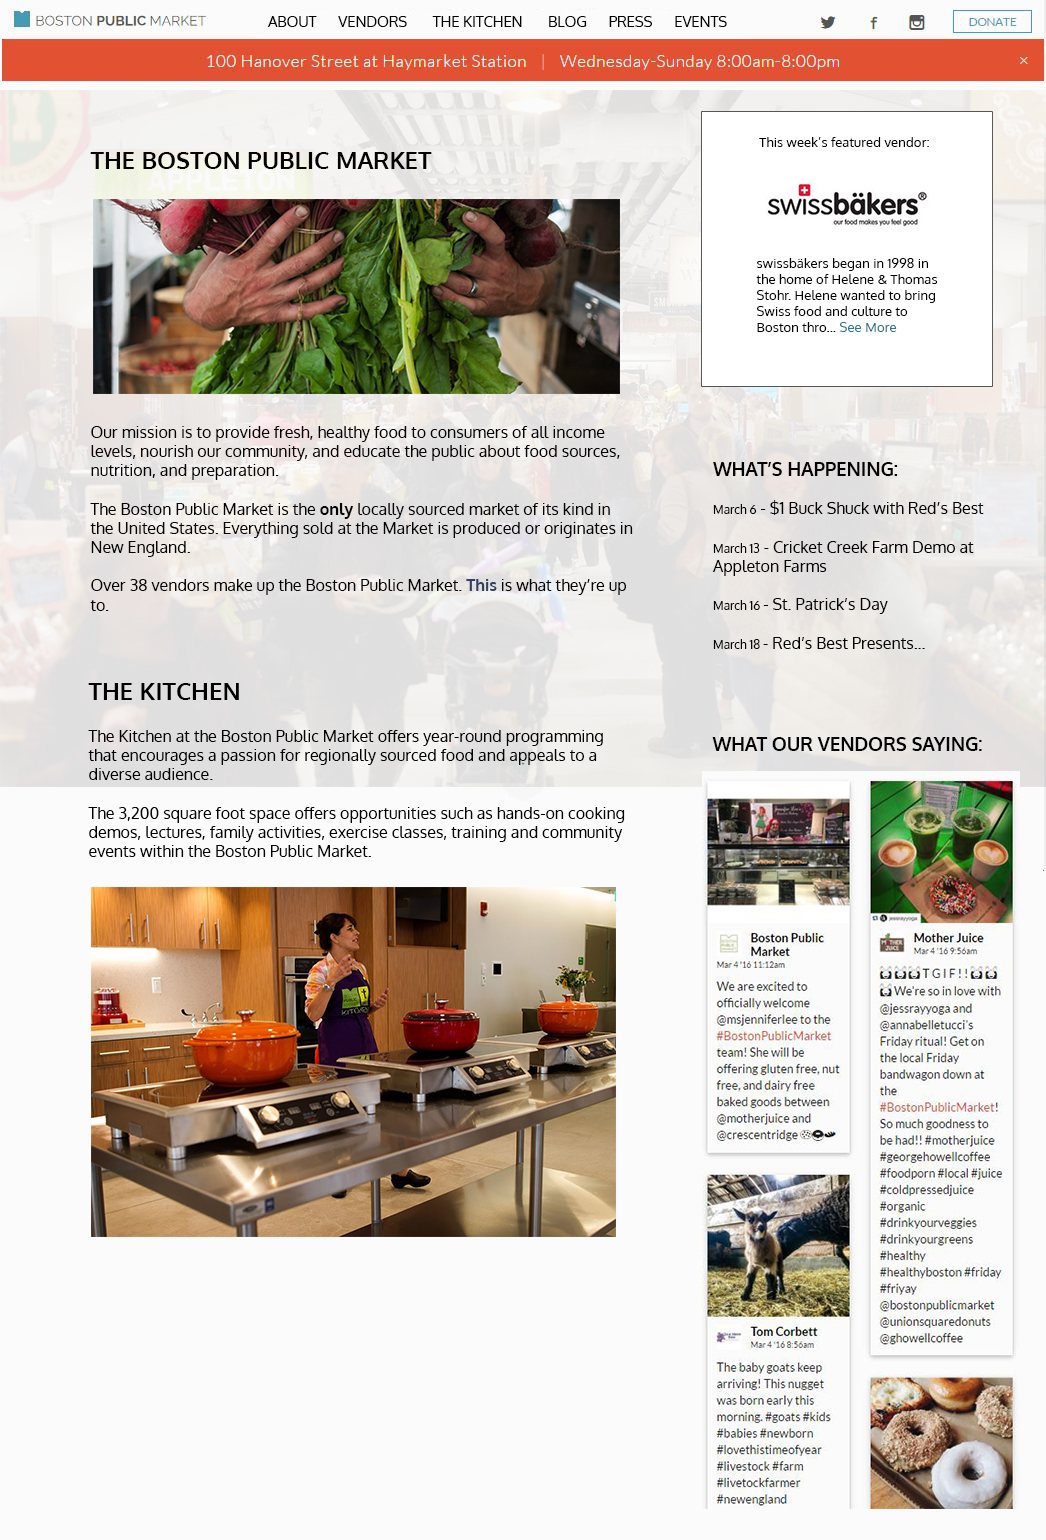 BOSTON PUBLIC MARKET
ABOUT VENDORS THE KITCHEN BLOG PRESS EVENTS
DONATE
100 Hanover Street at Haymarket Station | Wednesday-Sunday 8:00am-8:00pm ×
THE BOSTON PUBLIC MARKET
Our mission is to provide fresh, healthy food to consumers of all income
levels, nourish our community, and educate the public about food sources,
nutrition, and preparation.
The Boston Public Market is the only locally sourced market of its kind in
the United States. Everything sold at the Market is produced or originates in
New England.
Over 38 vendors make up the Boston Public Market. This is what they're up
to.
THE KITCHEN
The Kitchen at the Boston Public Market offers year-round programming
that encourages a passion for regionally sourced food and appeals to a
diverse audience.
The 3,200 square foot space offers opportunities such as hands-on cooking
demos, lectures, family activities, exercise classes, training and community
events within the Boston Public Market.
This week's featured vendor:
swissbäkers®
our food makes you feel good
swissbäkers began in 1998 in
the home of Helene & Thomas
Stohr. Helene wanted to bring
Swiss food and culture to
Boston thro... See More
WHAT'S HAPPENING:
March 6 - $1 Buck Shuck with Red's Best
March 13 - Cricket Creek Farm Demo at
Appleton Farms
March 16 - St. Patrick's Day
March 18 - Red's Best Presents...
WHAT OUR VENDORS SAYING:
Boston Public
Market
Mar 4 '16 11:12am
We are excited to
officially welcome
@msjenniferlee to the
#BostonPublicMarket
team! She will be
offering gluten free, nut
free, and dairy free
baked goods between
@motherjuice and
@crescentridge
Tom Corbett
Mar 4 '16 8:56am
The baby goats keep
arriving! This nugget
was born early this
morning. #goats #kids
#babies #newborn
#lovethistimeofyear
#livestock #farm
#livetockfarmer
#newengland
jessrayyoga
MOTHER
JUICE
Mother Juice
Mar 4 '16 9:56am
T G I F ! !
We're so in love with
@jessrayyoga and
@annabelletucci's
Friday ritual! Get on
the local Friday
bandwagon down at
the
#BostonPublicMarket!
So much goodness to
be had!! #motherjuice
#georgehowellcoffee
#foodporn #local #juice
#coldpressedjuice
#organic
#drinkyourveggies
#drinkyourgreens
#healthy
#healthyboston #friday
#friyay
@bostonpublicmarket
@unionsquaredonuts
@ghowellcoffee